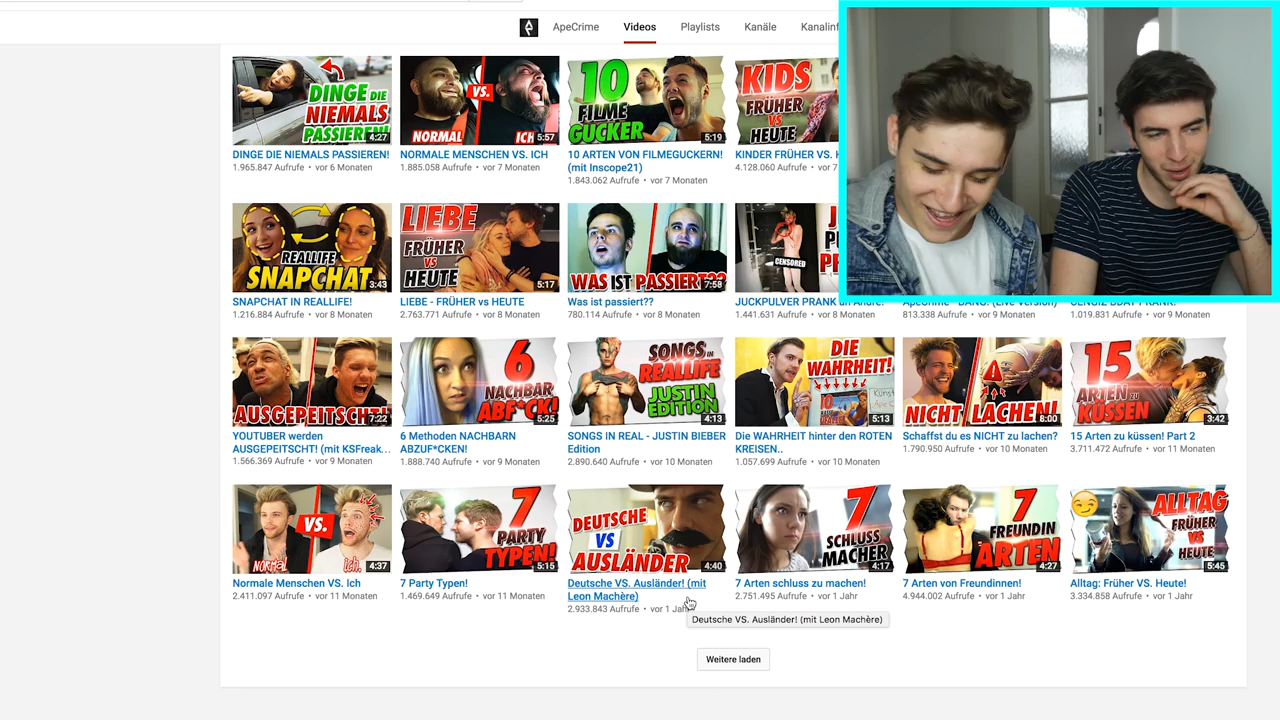 ApeCrime Videos Playlists Kanäle
DINGE DIE
NIEMALS
PASSIEREN!
4:27
VS.
NORMAL ICH
5:57
10
FILME
GUCKER
5:19
KIDS
FRÜHER
VS
HEUTE
DINGE DIE NIEMALS PASSIEREN!
1.965.847 Aufrufe • vor 6 Monaten
NORMALE MENSCHEN VS. ICH
1.885.058 Aufrufe • vor 7 Monaten
10 ARTEN VON FILMEGUCKERN!
(mit Inscope21)
1.843.062 Aufrufe • vor 7 Monaten
KINDER FRÜHER VS.
4.128.060 Aufrufe • vor 7
REALLIFE
SNAPCHAT
3:43
LIEBE
FRÜHER
VS
HEUTE
5:17
WAS IST PASSIERT??
7:58
CENSORED
SNAPCHAT IN REALLIFE!
1.216.884 Aufrufe • vor 8 Monaten
LIEBE - FRÜHER vs HEUTE
2.763.771 Aufrufe • vor 8 Monaten
Was ist passiert??
780.114 Aufrufe • vor 8 Monaten
JUCKPULVER PRANK an Andre!
1.441.631 Aufrufe • vor 8 Monaten
813.338 Aufrufe • vor 9 Monaten
1.019.831 Aufrufe • vor 9 Monaten
AUSGEPEITSCHT!
7:22
6
NACHBAR
ABF*CK!
5:25
SONGS IN
REALLIFE
JUSTIN
EDITION
4:13
DIE
WAHRHEIT!
10
5:13
NICHT LACHEN!
8:00
15
ARTEN ZU
KÜSSEN!
3:42
YOUTUBER werden
AUSGEPEITSCHT! (mit KSFreak...
1.566.369 Aufrufe • vor 9 Monaten
6 Methoden NACHBARN
ABZUF*CKEN!
1.888.740 Aufrufe • vor 9 Monaten
SONGS IN REAL - JUSTIN BIEBER
Edition
2.890.640 Aufrufe • vor 10 Monaten
Die WAHRHEIT hinter den ROTEN
KREISEN..
1.057.699 Aufrufe • vor 10 Monaten
Schaffst du es NICHT zu lachen?
1.790.950 Aufrufe • vor 10 Monaten
15 Arten zu küssen! Part 2
3.711.472 Aufrufe • vor 11 Monaten
VS.
NORMAL ich.
4:37
7
PARTY
TYPEN!
5:15
DEUTSCHE
VS
AUSLÄNDER
4:40
7
SCHLUSS
MACHER
4:17
7
FREUNDIN
ARTEN
4:27
ALLTAG
FRÜHER
VS
HEUTE
5:45
Normale Menschen VS. Ich
2.411.097 Aufrufe • vor 11 Monaten
7 Party Typen!
1.469.649 Aufrufe • vor 11 Monaten
Deutsche VS. Ausländer! (mit
Leon Machère)
2.933.843 Aufrufe • vor 1 Jahr
7 Arten schluss zu machen!
2.751.495 Aufrufe • vor 1 Jahr
7 Arten von Freundinnen!
4.944.002 Aufrufe • vor 1 Jahr
Alltag: Früher VS. Heute!
3.334.858 Aufrufe • vor 1 Jahr
Deutsche VS. Ausländer! (mit Leon Machère)
Weitere laden